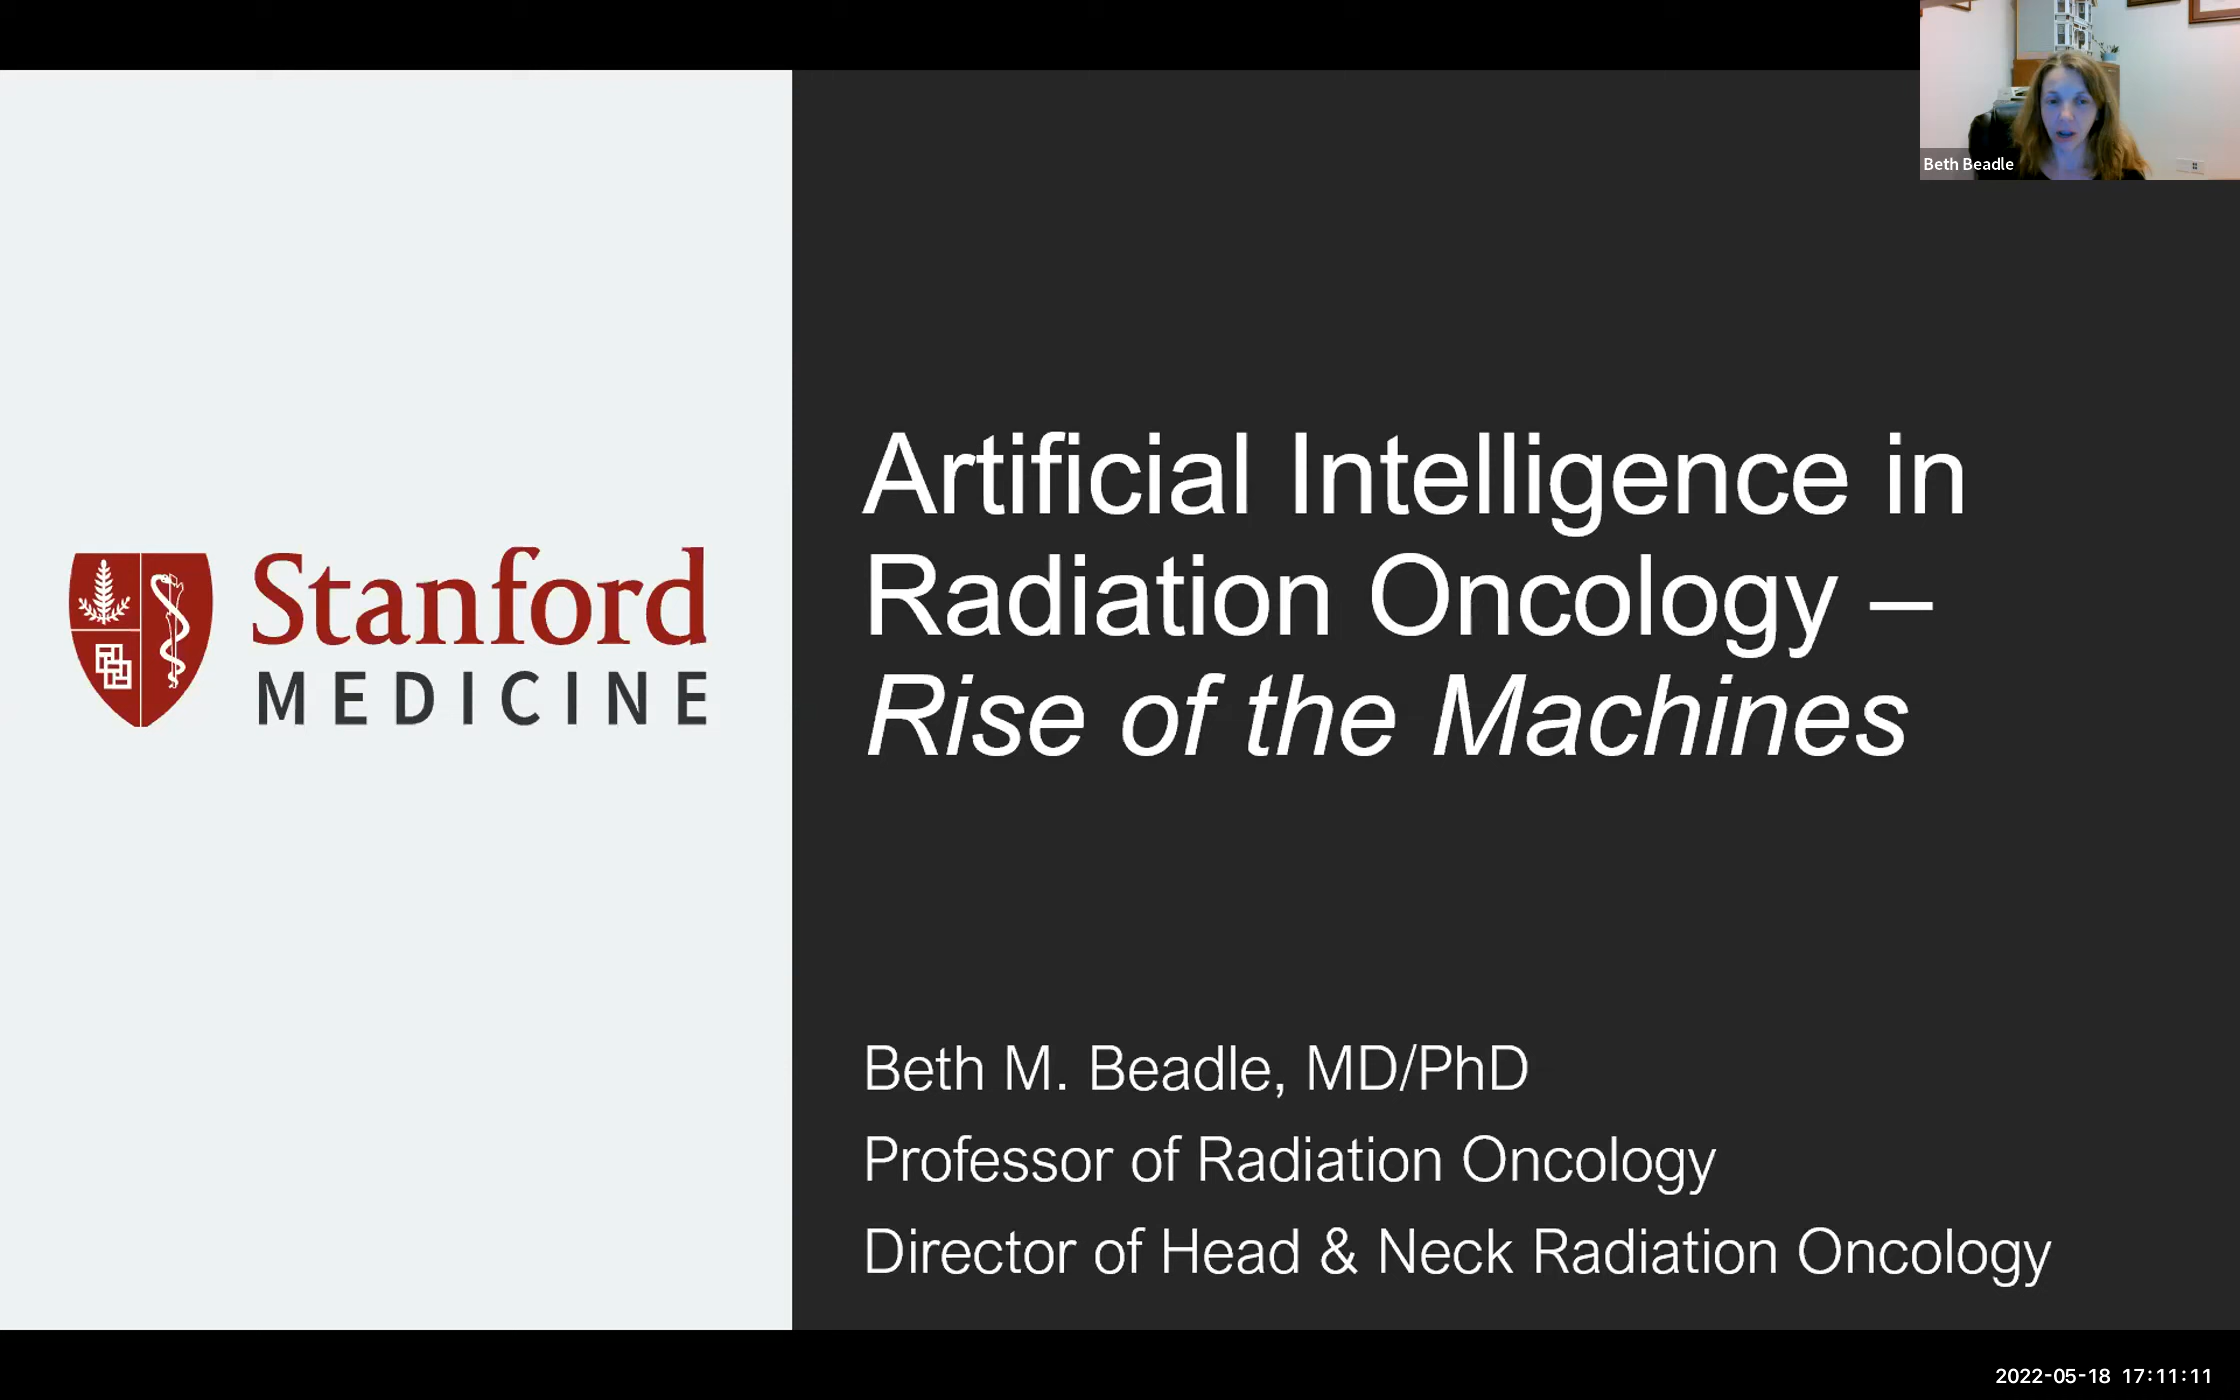 Beth Beadle
Stanford
MEDICINE
Artificial Intelligence in
Radiation Oncology –
Rise of the Machines
Beth M. Beadle, MD/PhD
Professor of Radiation Oncology
Director of Head & Neck Radiation Oncology
2022-05-18 17:11:11